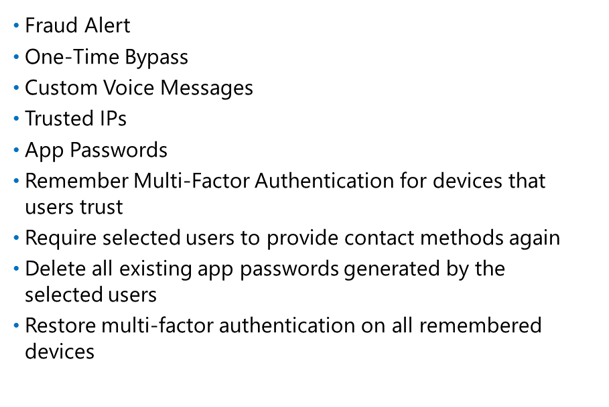 • Fraud Alert
• One-Time Bypass
• Custom Voice Messages
• Trusted IPs
• App Passwords
• Remember Multi-Factor Authentication for devices that
users trust
• Require selected users to provide contact methods again
• Delete all existing app passwords generated by the
selected users
• Restore multi-factor authentication on all remembered
devices